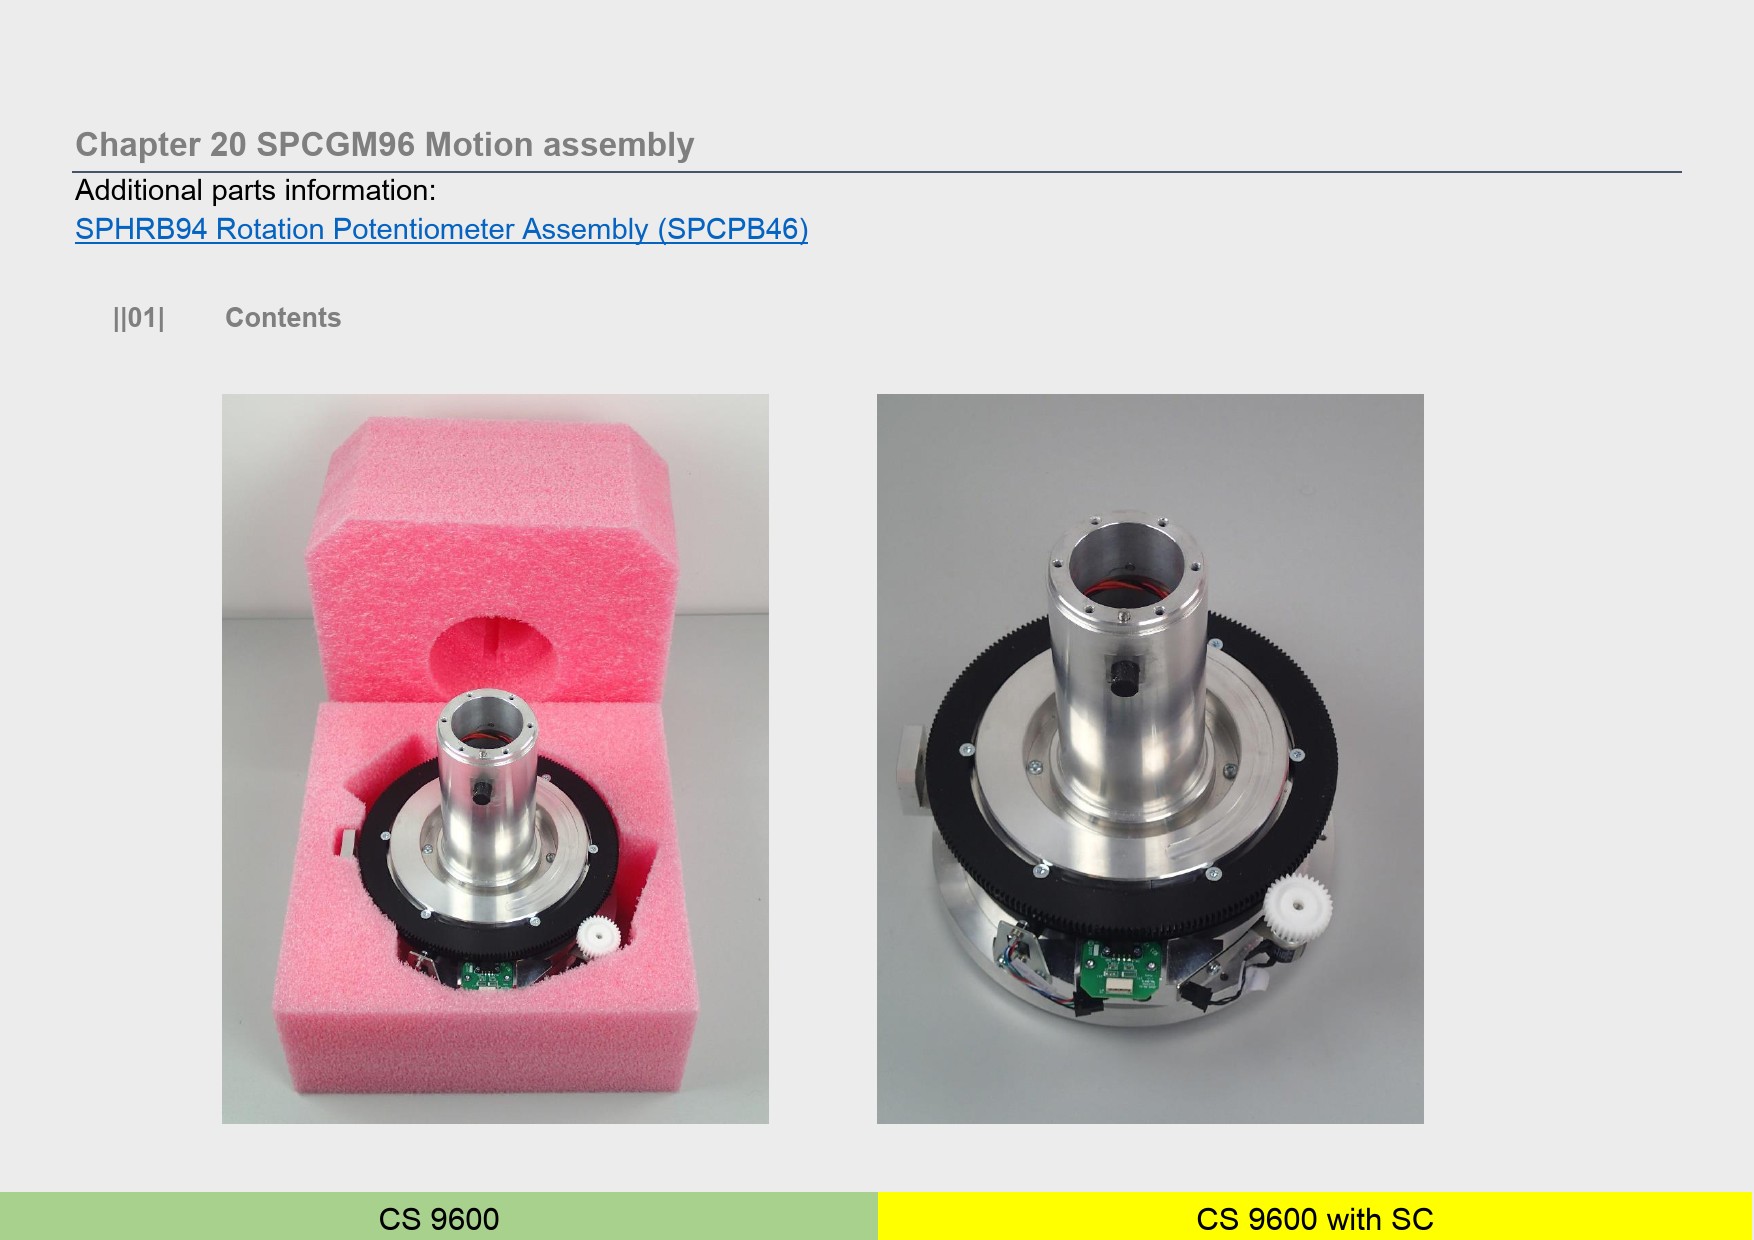 Chapter 20 SPCGM96 Motion assembly
Additional parts information:
SPHRB94 Rotation Potentiometer Assembly (SPCPB46)
||01| Contents
CS 9600
CS 9600 with SC